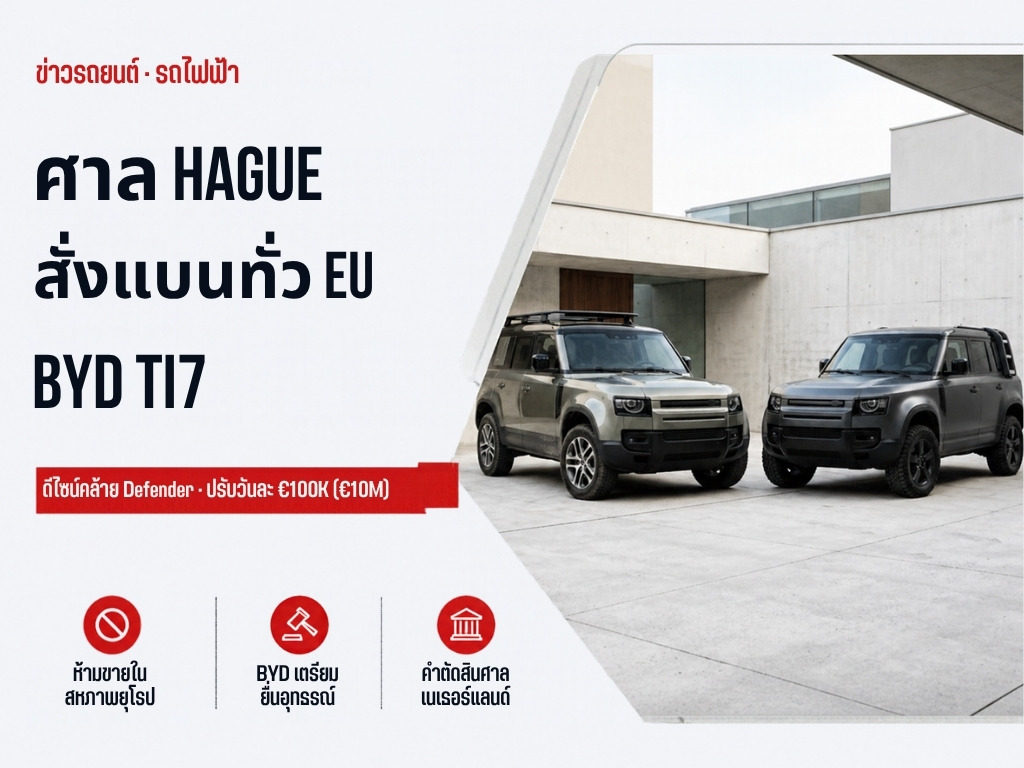 ข่าวรถยนต์ · รถไฟฟ้า
ศาล HAGUE
สั่งแบนทั่ว EU
BYD TI7
ดีไซน์คล้าย Defender · ปรับวันละ €100K (€10M)
ห้ามขายใน
สหภาพยุโรป
BYD เตรียม
ยื่นอุทธรณ์
คำตัดสินศาล
เนเธอร์แลนด์